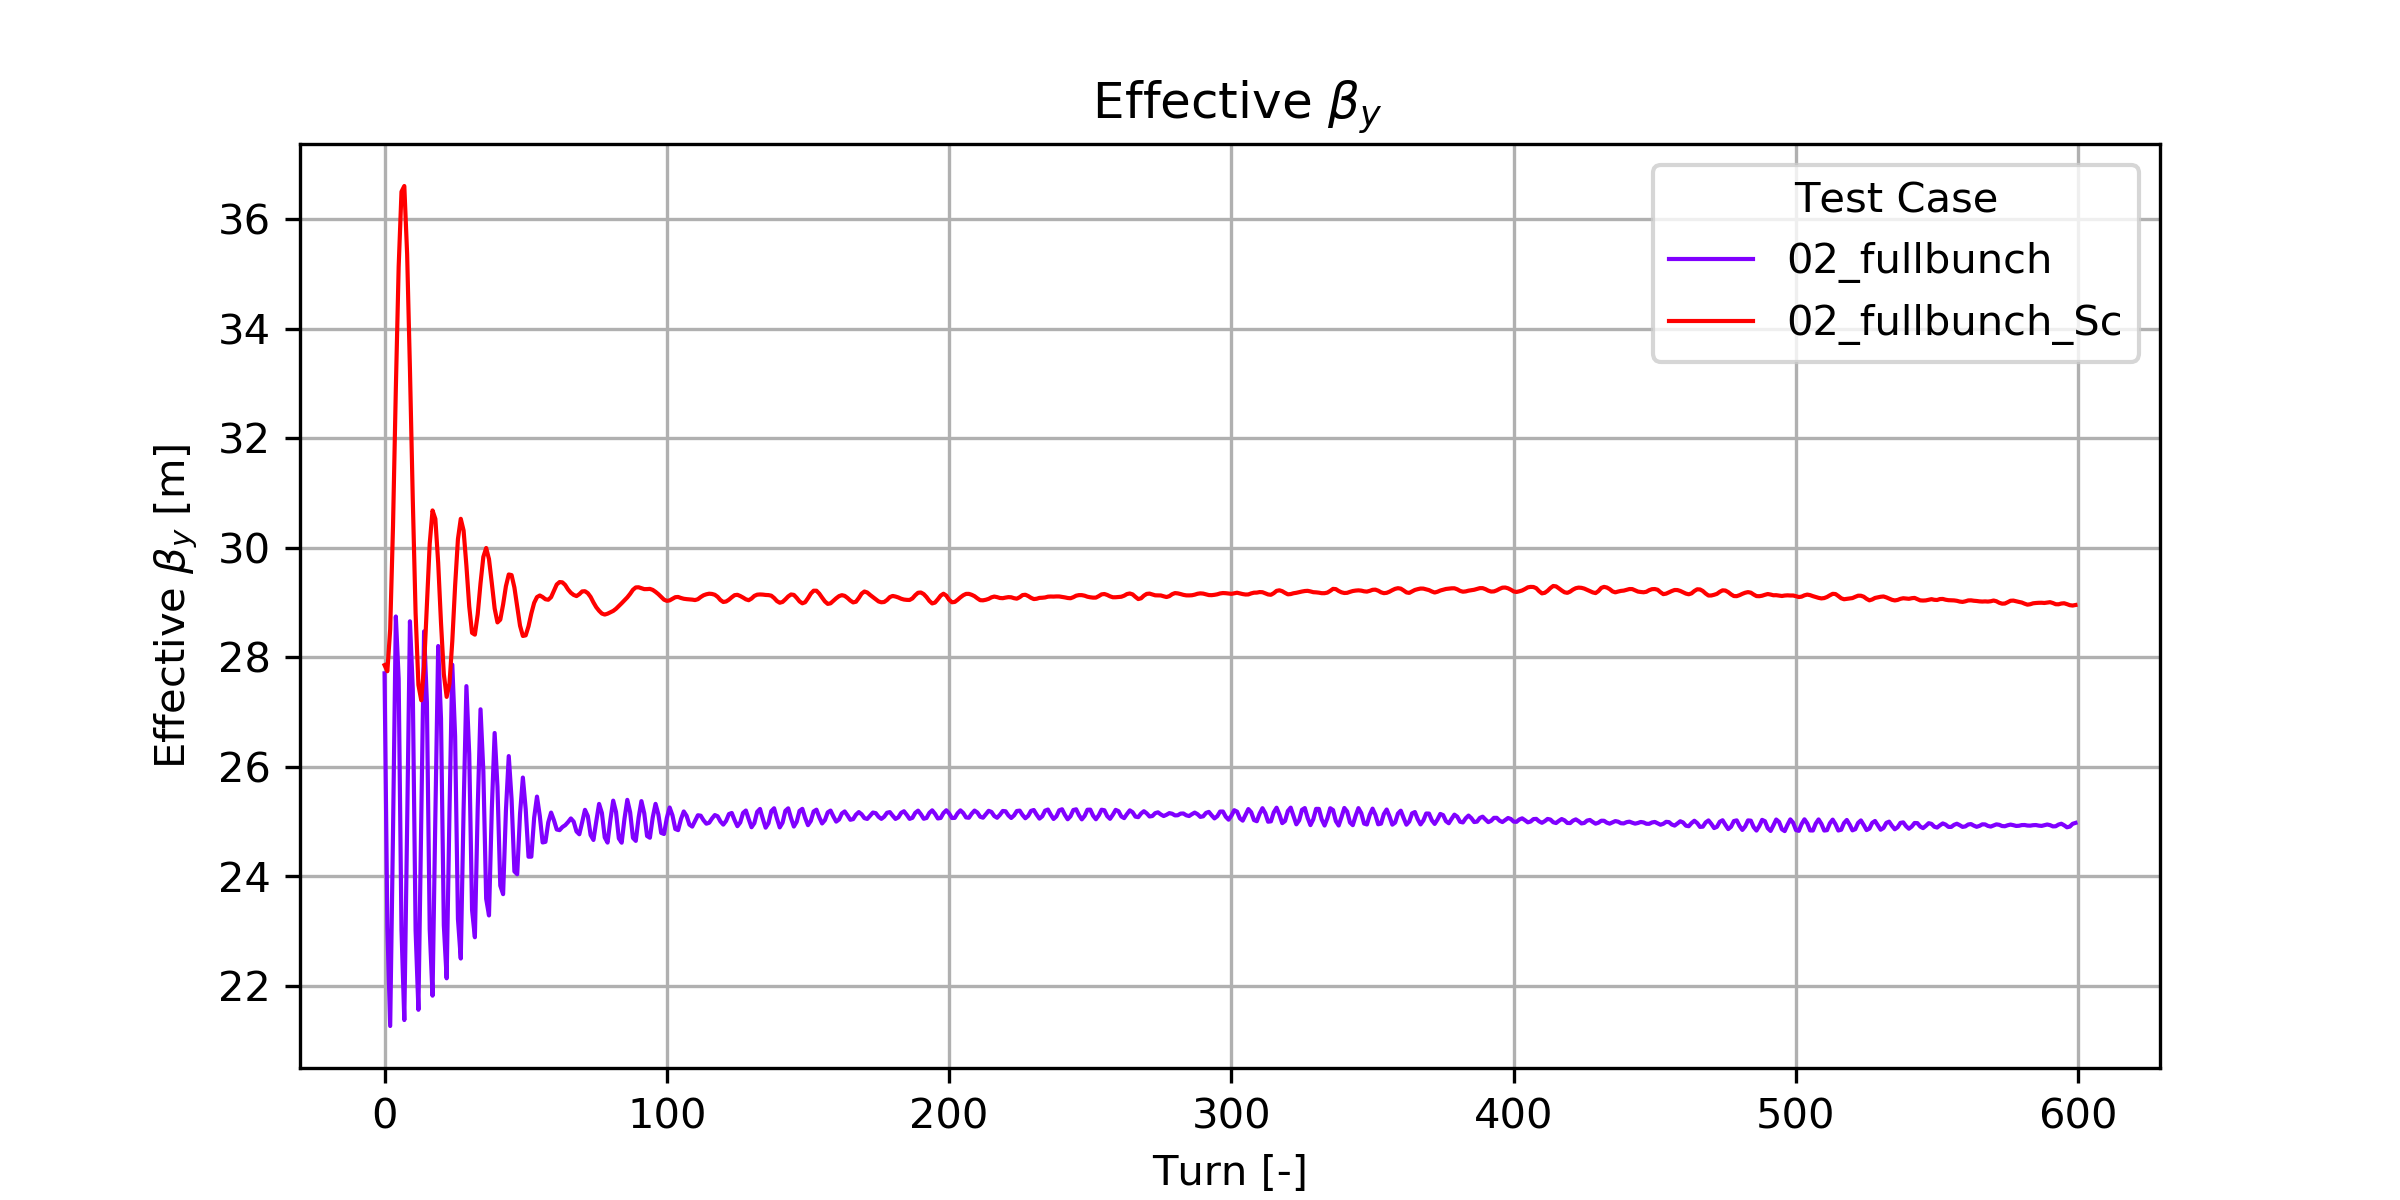 Effective βy
Effective βy [m]
36
34
32
30
28
26
24
22
Test Case
02_fullbunch
02_fullbunch_Sc
0 100 200 300 400 500 600
Turn [-]